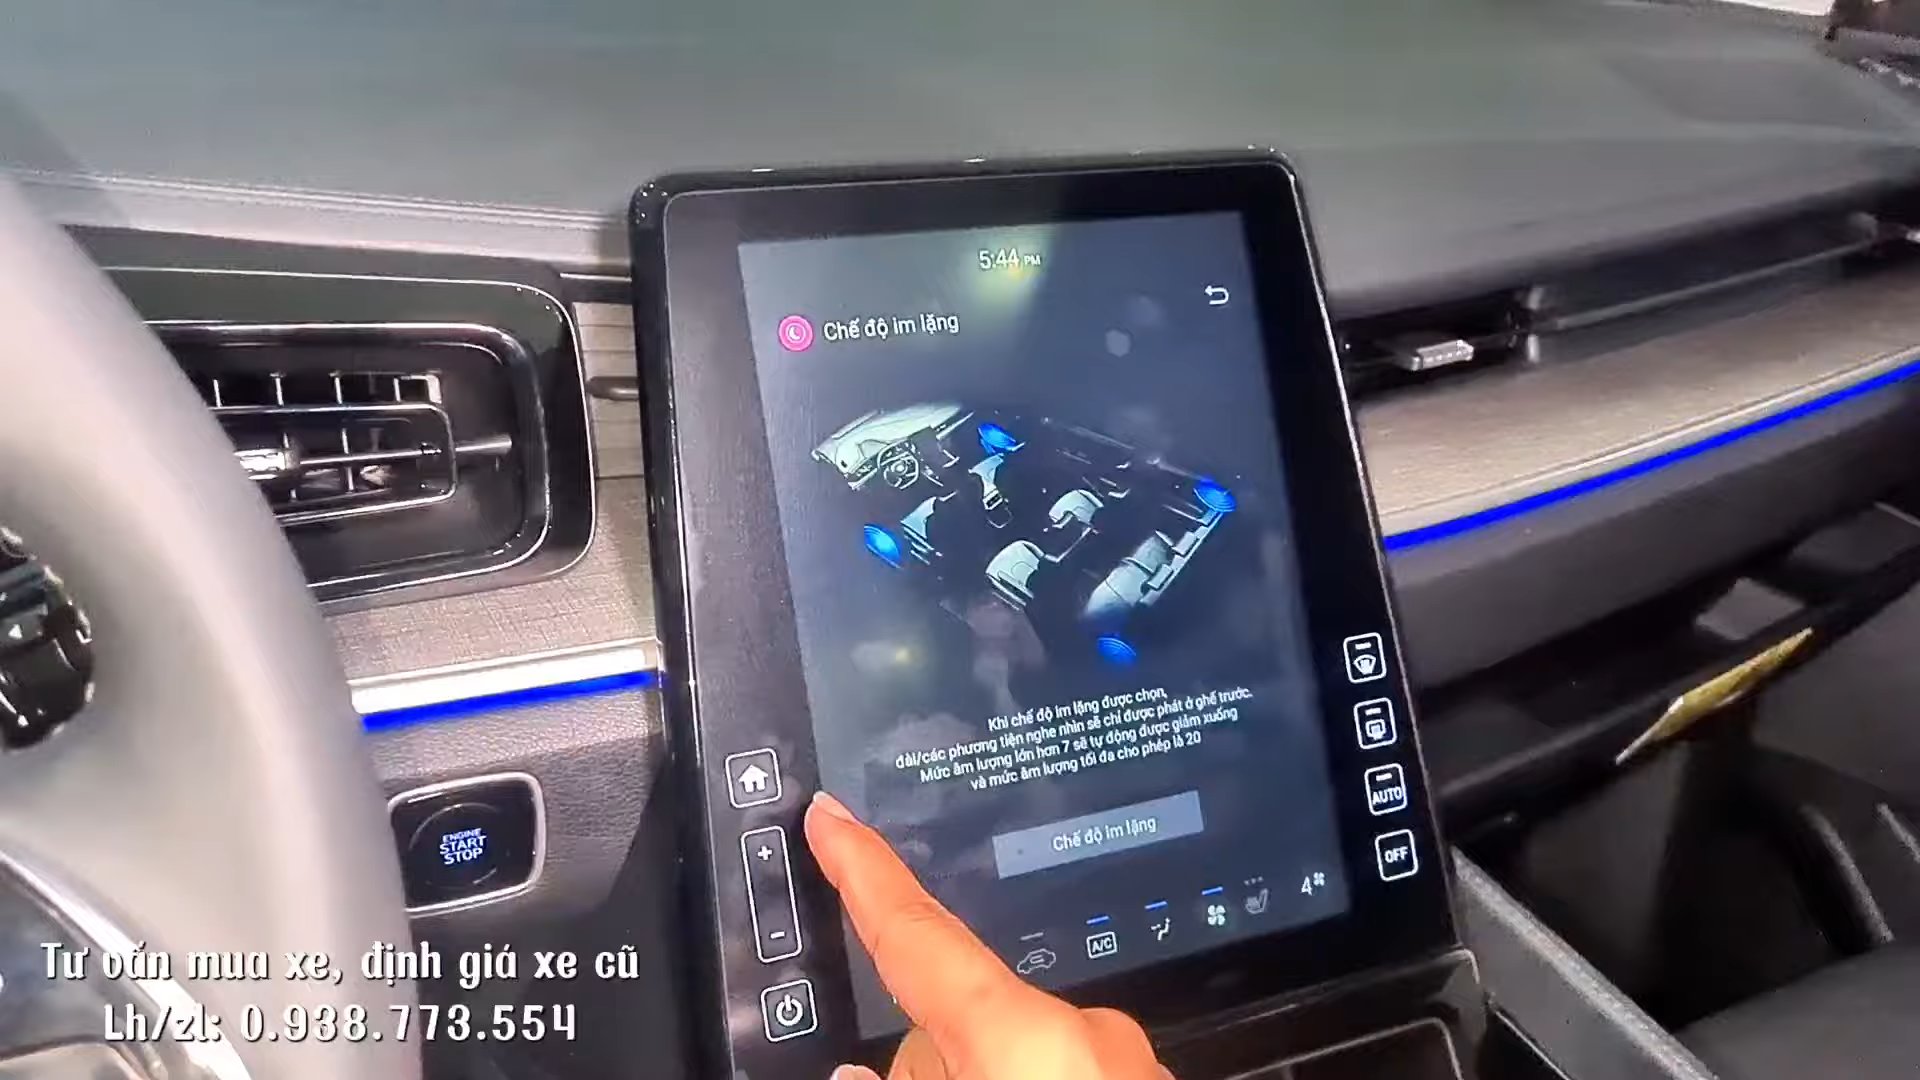 5:44 PM
Chế độ im lặng
Khi chế độ im lặng được chọn,
đài/các phương tiện nghe nhìn sẽ chỉ được phát ở ghế trước.
Mức âm lượng lớn hơn 7 sẽ tự động được giảm xuống
và mức âm lượng tối đa cho phép là 20
Chế độ im lặng
AUTO
OFF
4
A/C
ENGINE
START
STOP
Tư vấn mua xe, định giá xe cũ
Lh/zl: 0.938.773.554